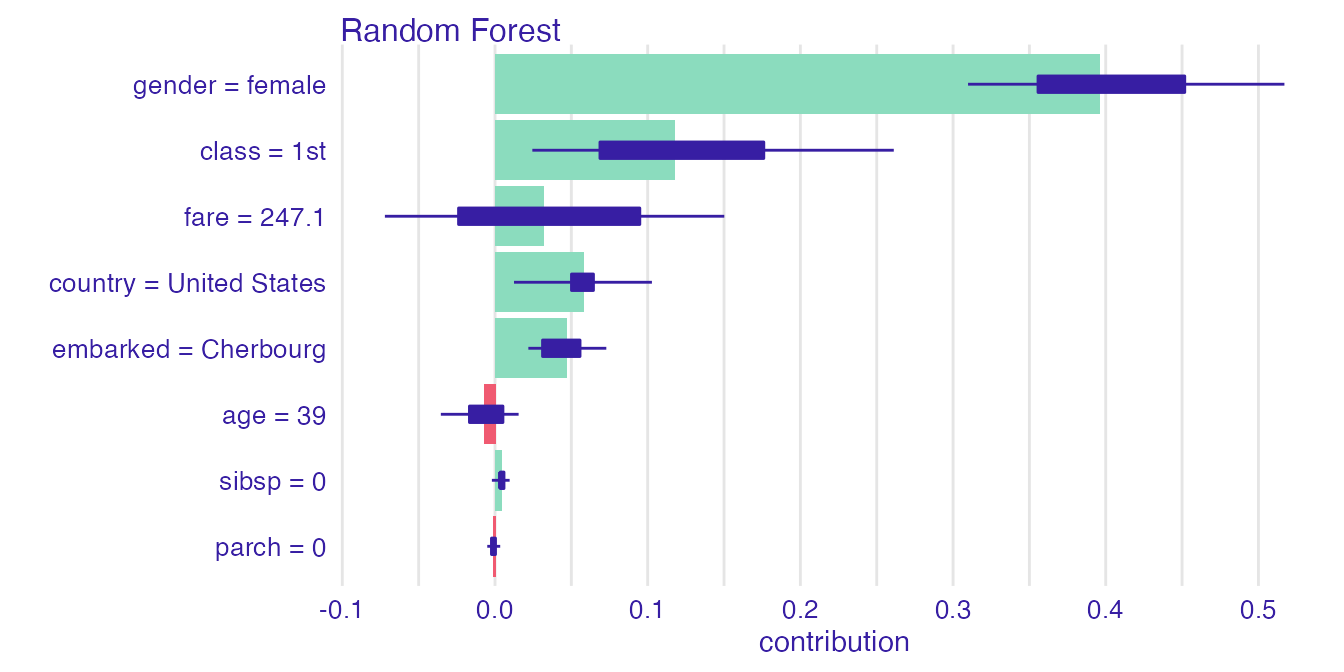 Random Forest
gender = female
class = 1st
fare = 247.1
country = United States
embarked = Cherbourg
age = 39
sibsp = 0
parch = 0
-0.1 0.0 0.1 0.2 0.3 0.4 0.5
contribution